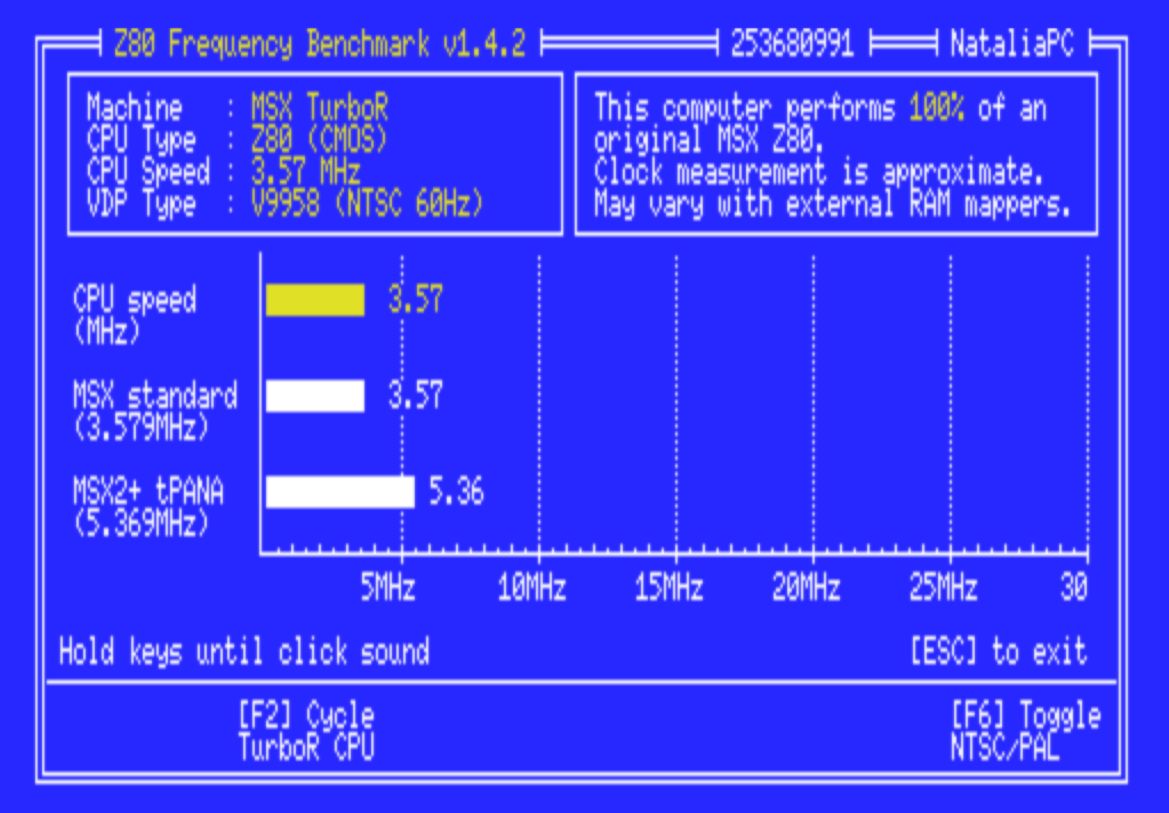 Z80 Frequency Benchmark v1.4.2 253680991 NataliaPC
Machine : MSX TurboR
CPU Type : Z80 (CMOS)
CPU Speed : 3.57 MHz
VDP Type : V9958 (NTSC 60Hz)
This computer performs 100% of an
original MSX Z80.
Clock measurement is approximate.
May vary with external RAM mappers.
CPU speed 3.57
(MHz)
MSX standard 3.57
(3.579MHz)
MSX2+ tPANA 5.36
(5.369MHz)
5MHz 10MHz 15MHz 20MHz 25MHz 30
Hold keys until click sound [ESC] to exit
[F2] Cycle
TurboR CPU
[F6] Toggle
NTSC/PAL